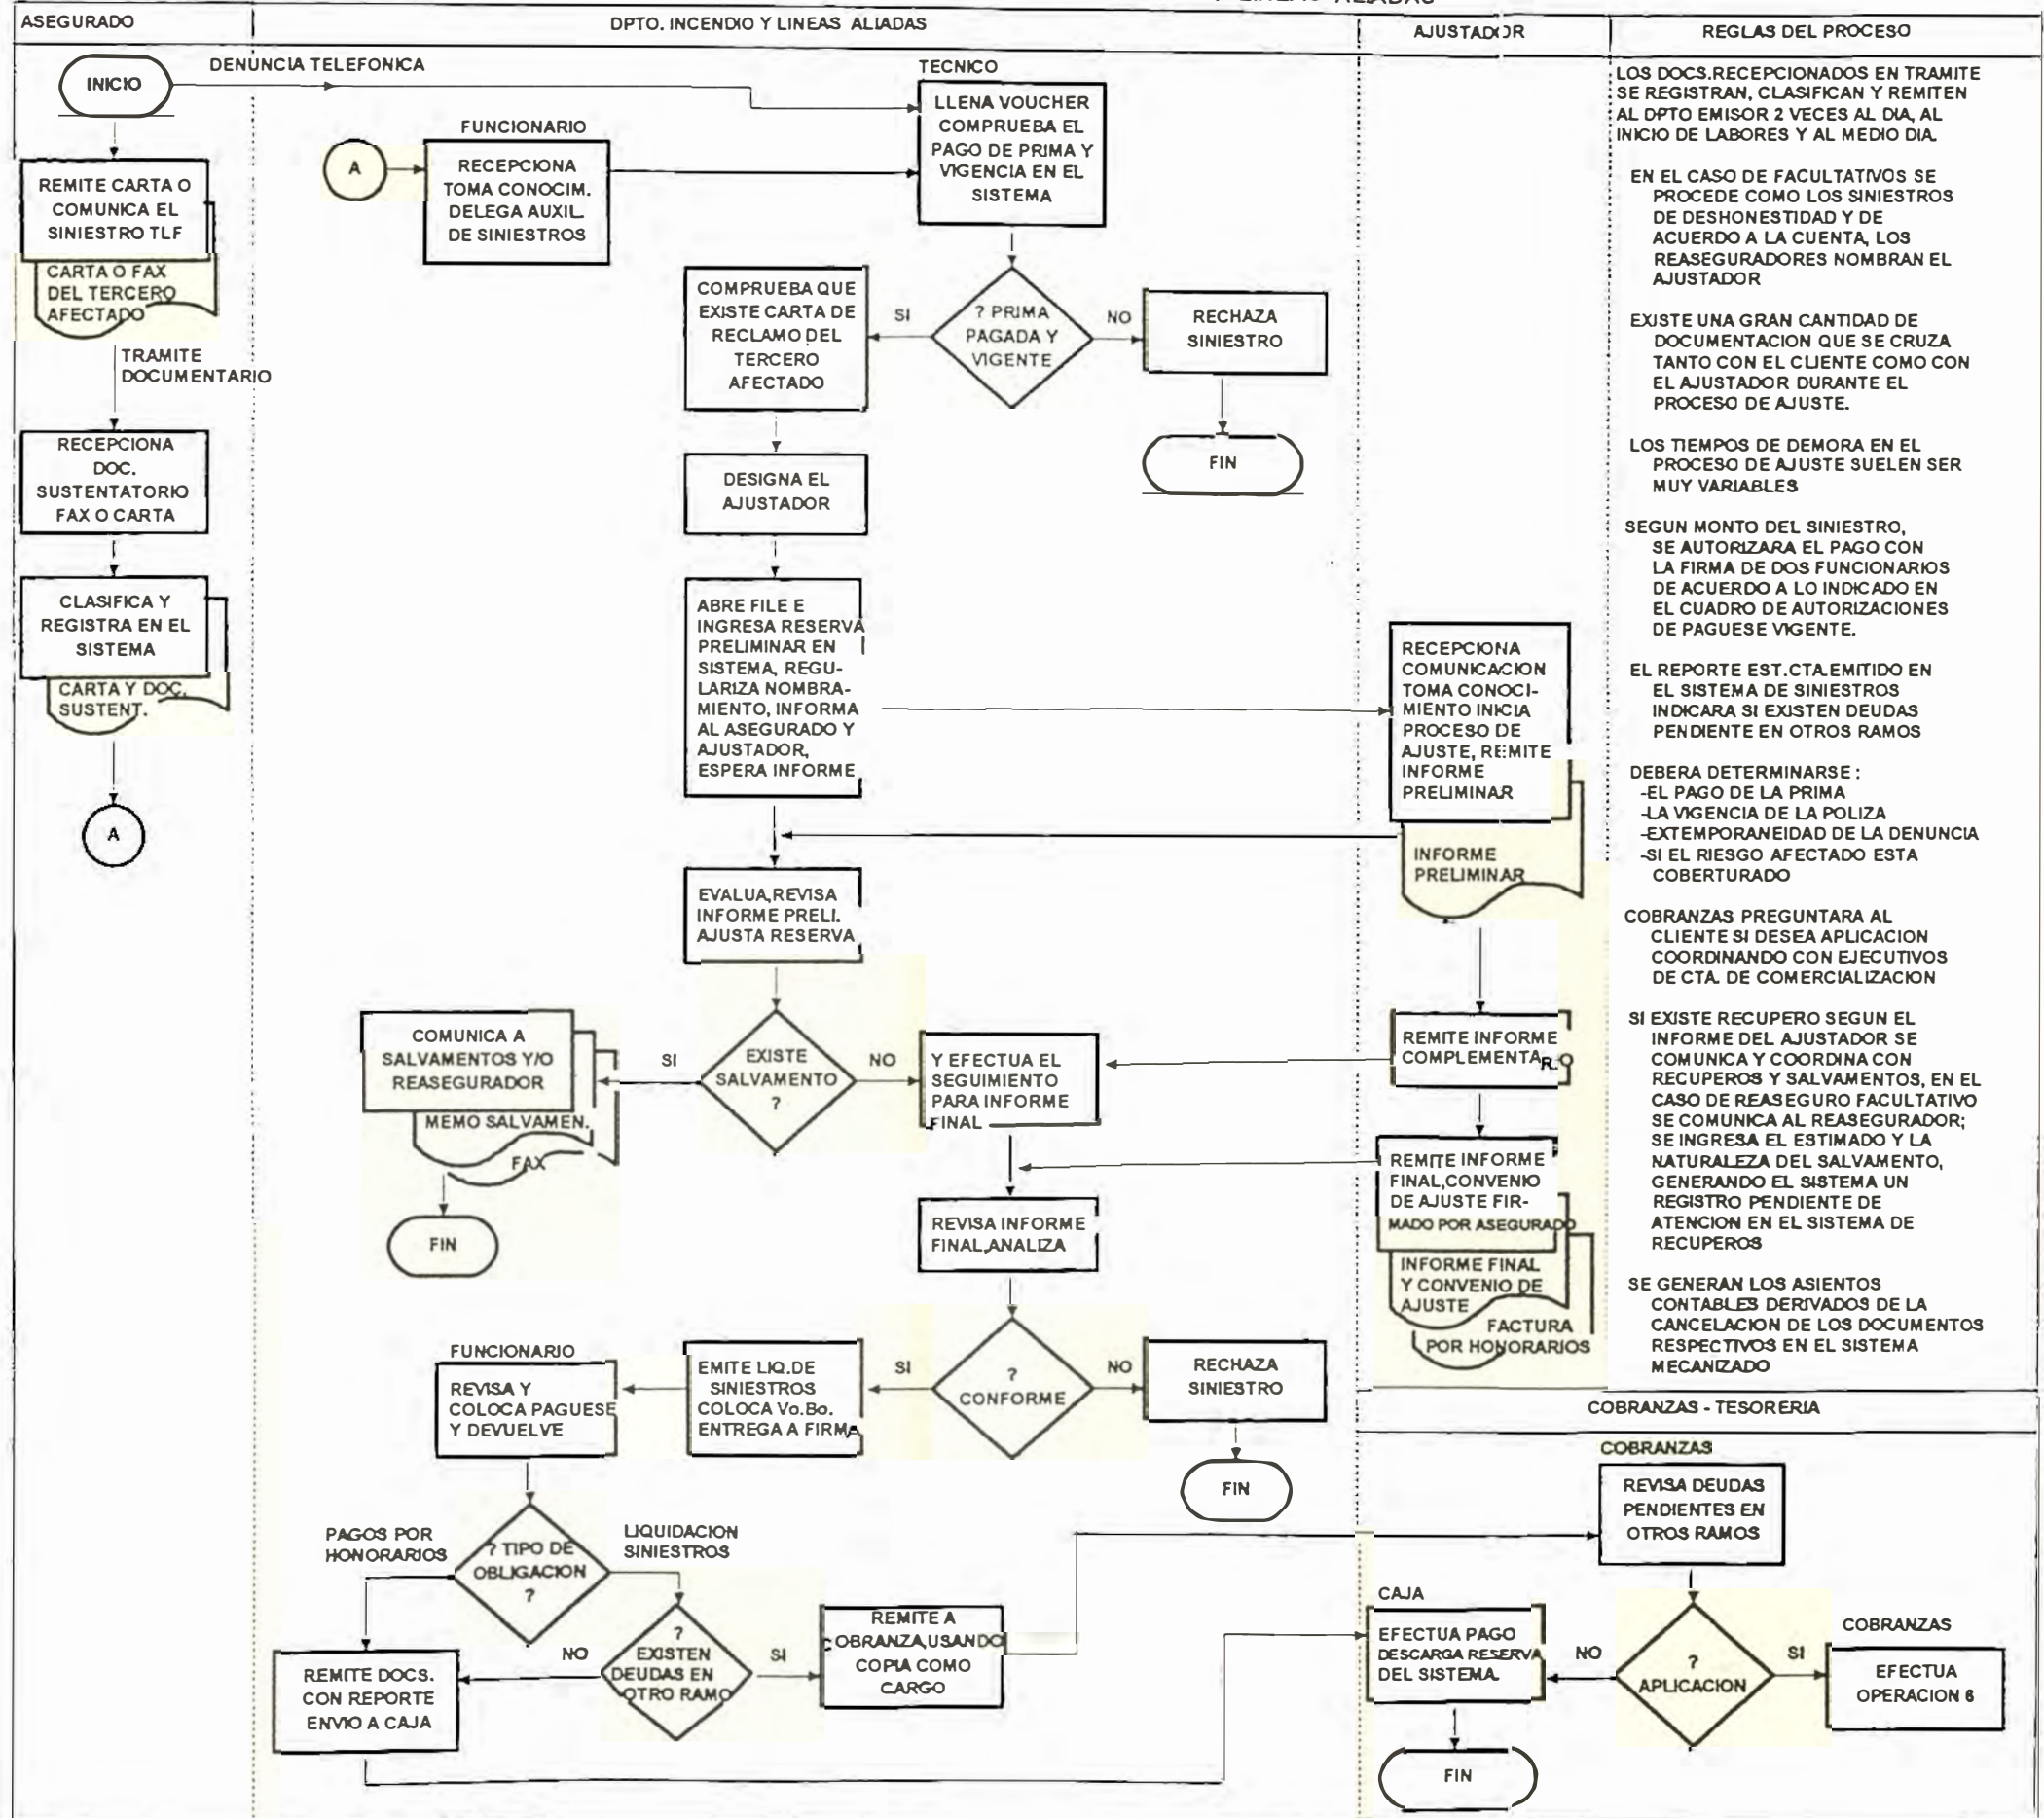 Y LINEAS ALIADAS
ASEGURADO
DPTO. INCENDIO Y LINEAS ALIADAS
AJUSTADOR
REGLAS DEL PROCESO
INICIO
DENUNCIA TELEFONICA
REMITE CARTA O
COMUNICA EL
SINIESTRO TLF
CARTA O FAX
DEL TERCERO
AFECTADO
TRAMITE
DOCUMENTARIO
RECEPCIONA
DOC.
SUSTENTATORIO
FAX O CARTA
CLASIFICA Y
REGISTRA EN EL
SISTEMA
CARTA Y DOC.
SUSTENT.
A
A
FUNCIONARIO
RECEPCIONA
TOMA CONOCIM.
DELEGA AUXIL.
DE SINIESTROS
TECNICO
LLENA VOUCHER
COMPRUEBA EL
PAGO DE PRIMA Y
VIGENCIA EN EL
SISTEMA
? PRIMA
PAGADA Y
VIGENTE
SI
NO
RECHAZA
SINIESTRO
FIN
COMPRUEBA QUE
EXISTE CARTA DE
RECLAMO DEL
TERCERO
AFECTADO
DESIGNA EL
AJUSTADOR
ABRE FILE E
INGRESA RESERVA
PRELIMINAR EN
SISTEMA, REGU-
LARIZA NOMBRA-
MIENTO, INFORMA
AL ASEGURADO Y
AJUSTADOR,
ESPERA INFORME
RECEPCIONA
COMUNICACION
TOMA CONOCI-
MIENTO INICIA
PROCESO DE
AJUSTE, REMITE
INFORME
PRELIMINAR
INFORME
PRELIMINAR
EVALUA,REVISA
INFORME PRELI.
AJUSTA RESERVA
EXISTE
SALVAMENTO
?
SI
NO
COMUNICA A
SALVAMENTOS Y/O
REASEGURADOR
MEMO SALVAMEN.
FAX
FIN
Y EFECTUA EL
SEGUIMIENTO
PARA INFORME
FINAL
REMITE INFORME
COMPLEMENTA
R.O
REMITE INFORME
FINAL,CONVENIO
DE AJUSTE FIR-
MADO POR ASEGURADO
INFORME FINAL
Y CONVENIO DE
AJUSTE
FACTURA
POR HONORARIOS
REVISA INFORME
FINAL,ANALIZA
?
CONFORME
SI
NO
RECHAZA
SINIESTRO
FIN
EMITE LIQ.DE
SINIESTROS
COLOCA Vo.Bo.
ENTREGA A FIRMA
FUNCIONARIO
REVISA Y
COLOCA PAGUESE
Y DEVUELVE
? TIPO DE
OBLIGACION
?
PAGOS POR
HONORARIOS
LIQUIDACION
SINIESTROS
?
EXISTEN
DEUDAS EN
OTRO RAMO
NO
SI
REMITE DOCS.
CON REPORTE
ENVIO A CAJA
REMITE A
COBRANZA,USANDO
COPIA COMO
CARGO
LOS DOCS.RECEPCIONADOS EN TRAMITE
SE REGISTRAN, CLASIFICAN Y REMITEN
AL DPTO EMISOR 2 VECES AL DIA, AL
INICIO DE LABORES Y AL MEDIO DIA.
EN EL CASO DE FACULTATIVOS SE
PROCEDE COMO LOS SINIESTROS
DE DESHONESTIDAD Y DE
ACUERDO A LA CUENTA, LOS
REASEGURADORES NOMBRAN EL
AJUSTADOR
EXISTE UNA GRAN CANTIDAD DE
DOCUMENTACION QUE SE CRUZA
TANTO CON EL CLIENTE COMO CON
EL AJUSTADOR DURANTE EL
PROCESO DE AJUSTE.
LOS TIEMPOS DE DEMORA EN EL
PROCESO DE AJUSTE SUELEN SER
MUY VARIABLES
SEGUN MONTO DEL SINIESTRO,
SE AUTORIZARA EL PAGO CON
LA FIRMA DE DOS FUNCIONARIOS
DE ACUERDO A LO INDICADO EN
EL CUADRO DE AUTORIZACIONES
DE PAGUESE VIGENTE.
EL REPORTE EST.CTA.EMITIDO EN
EL SISTEMA DE SINIESTROS
INDICARA SI EXISTEN DEUDAS
PENDIENTE EN OTROS RAMOS
DEBERA DETERMINARSE :
-EL PAGO DE LA PRIMA
-LA VIGENCIA DE LA POLIZA
-EXTEMPORANEIDAD DE LA DENUNCIA
-SI EL RIESGO AFECTADO ESTA
COBERTURADO
COBRANZAS PREGUNTARA AL
CLIENTE SI DESEA APLICACION
COORDINANDO CON EJECUTIVOS
DE CTA. DE COMERCIALIZACION
SI EXISTE RECUPERO SEGUN EL
INFORME DEL AJUSTADOR SE
COMUNICA Y COORDINA CON
RECUPEROS Y SALVAMENTOS, EN EL
CASO DE REASEGURO FACULTATIVO
SE COMUNICA AL REASEGURADOR;
SE INGRESA EL ESTIMADO Y LA
NATURALEZA DEL SALVAMENTO,
GENERANDO EL SISTEMA UN
REGISTRO PENDIENTE DE
ATENCION EN EL SISTEMA DE
RECUPEROS
SE GENERAN LOS ASIENTOS
CONTABLES DERIVADOS DE LA
CANCELACION DE LOS DOCUMENTOS
RESPECTIVOS EN EL SISTEMA
MECANIZADO
COBRANZAS - TESORERIA
COBRANZAS
REVISA DEUDAS
PENDIENTES EN
OTROS RAMOS
CAJA
EFECTUA PAGO
DESCARGA RESERVA
DEL SISTEMA.
NO
?
APLICACION
SI
COBRANZAS
EFECTUA
OPERACION 6
FIN